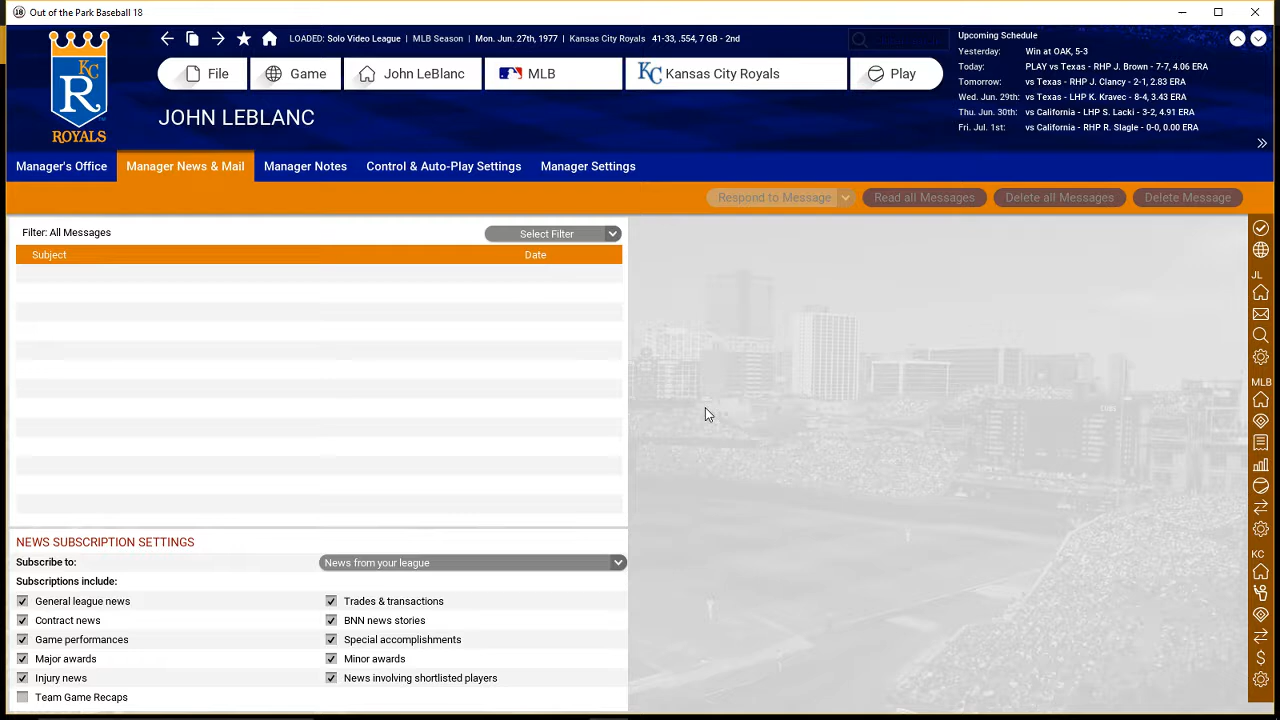 Out of the Park Baseball 18
LOADED: Solo Video League | MLB Season | Mon. Jun. 27th, 1977 | Kansas City Royals 41-33, .554, 7 GB - 2nd
File Game John LeBlanc MLB KC Kansas City Royals Play
KC
R
ROYALS
JOHN LEBLANC
Upcoming Schedule
Yesterday: Win at OAK, 5-3
Today: PLAY vs Texas - RHP J. Brown - 7-7, 4.06 ERA
Tomorrow: vs Texas - RHP J. Clancy - 2-1, 2.83 ERA
Wed. Jun. 29th: vs Texas - LHP K. Kravec - 8-4, 3.43 ERA
Thu. Jun. 30th: vs California - LHP S. Lacki - 3-2, 4.91 ERA
Fri. Jul. 1st: vs California - RHP R. Slagle - 0-0, 0.00 ERA
Manager's Office Manager News & Mail Manager Notes Control & Auto-Play Settings Manager Settings
Respond to Message Read all Messages Delete all Messages Delete Message
Filter: All Messages Select Filter
Subject Date
NEWS SUBSCRIPTION SETTINGS
Subscribe to: News from your league
Subscriptions include:
General league news Trades & transactions
Contract news BNN news stories
Game performances Special accomplishments
Major awards Minor awards
Injury news News involving shortlisted players
Team Game Recaps
JL
MLB
KC
$